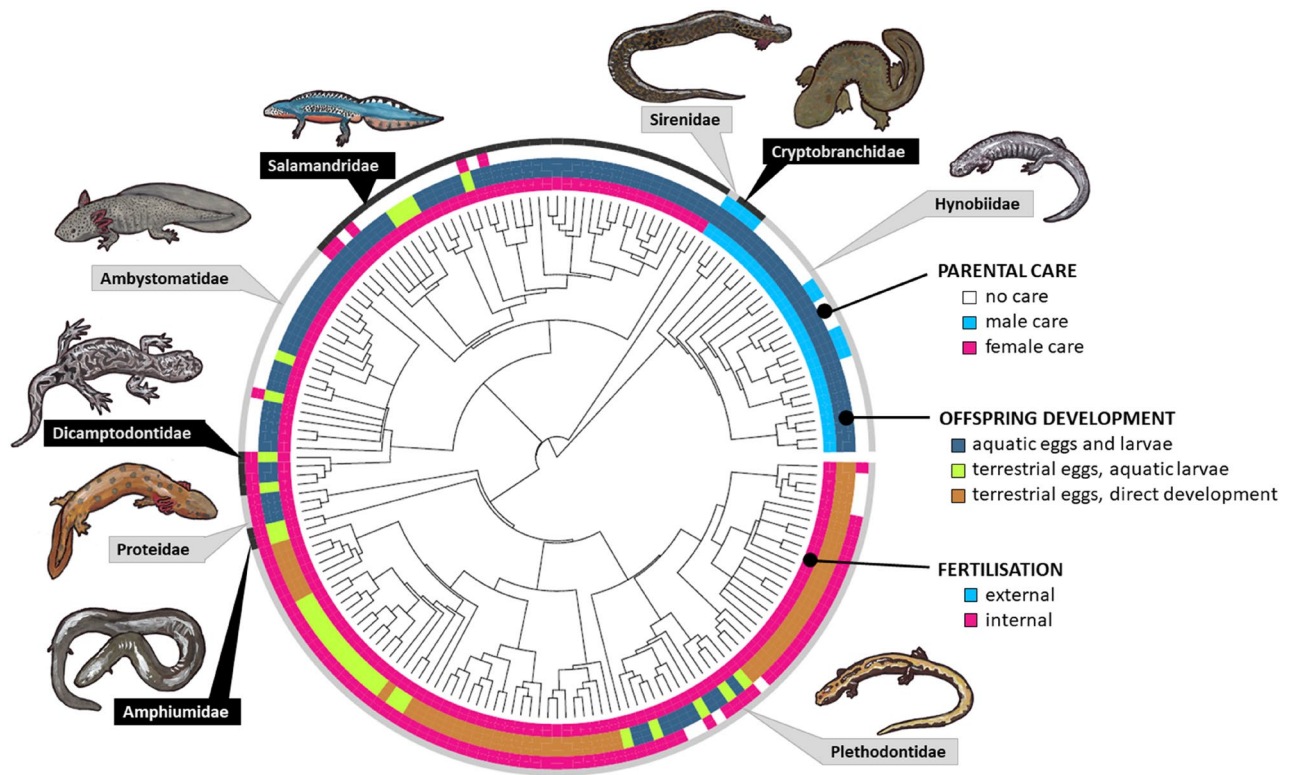 Sirenidae
Cryptobranchidae
Salamandridae
Hynobiidae
Ambystomatidae
PARENTAL CARE
no care
male care
female care
Dicamptodontidae
OFFSPRING DEVELOPMENT
aquatic eggs and larvae
terrestrial eggs, aquatic larvae
terrestrial eggs, direct development
Proteidae
FERTILISATION
external
internal
Amphiumidae
Plethodontidae